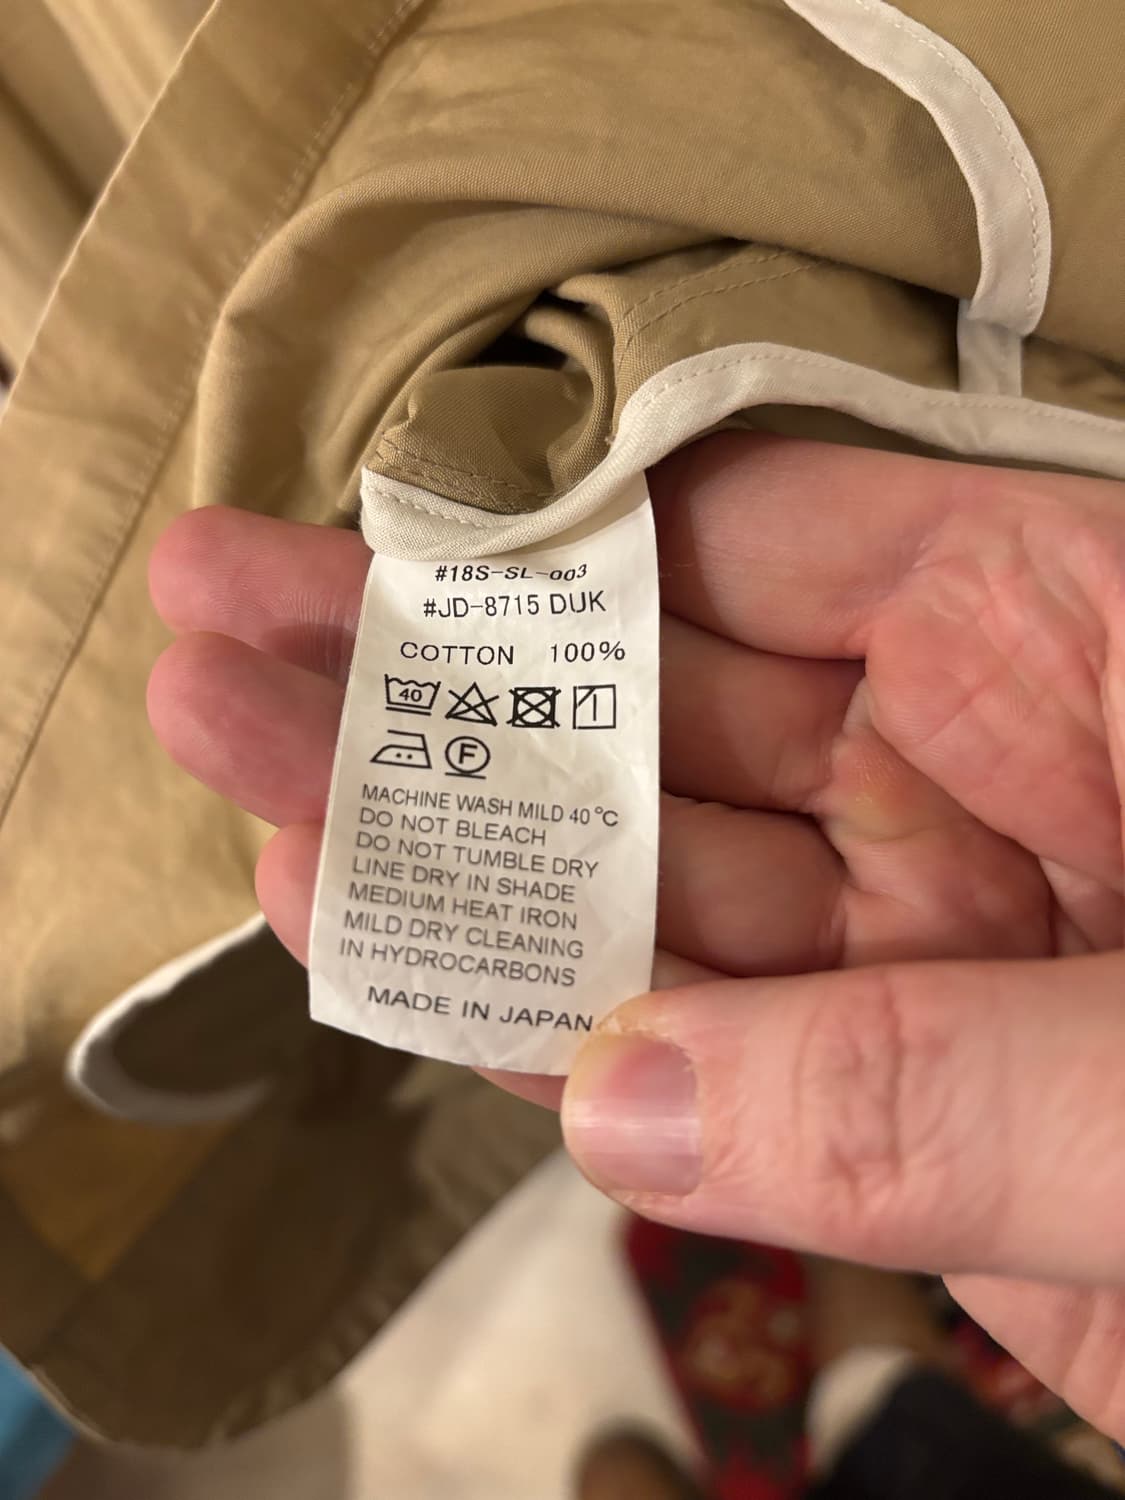 #18S-SL-003
#JD-8715 DUK
COTTON 100%
40
F
MACHINE WASH MILD 40℃
DO NOT BLEACH
DO NOT TUMBLE DRY
LINE DRY IN SHADE
MEDIUM HEAT IRON
MILD DRY CLEANING
IN HYDROCARBONS
MADE IN JAPAN